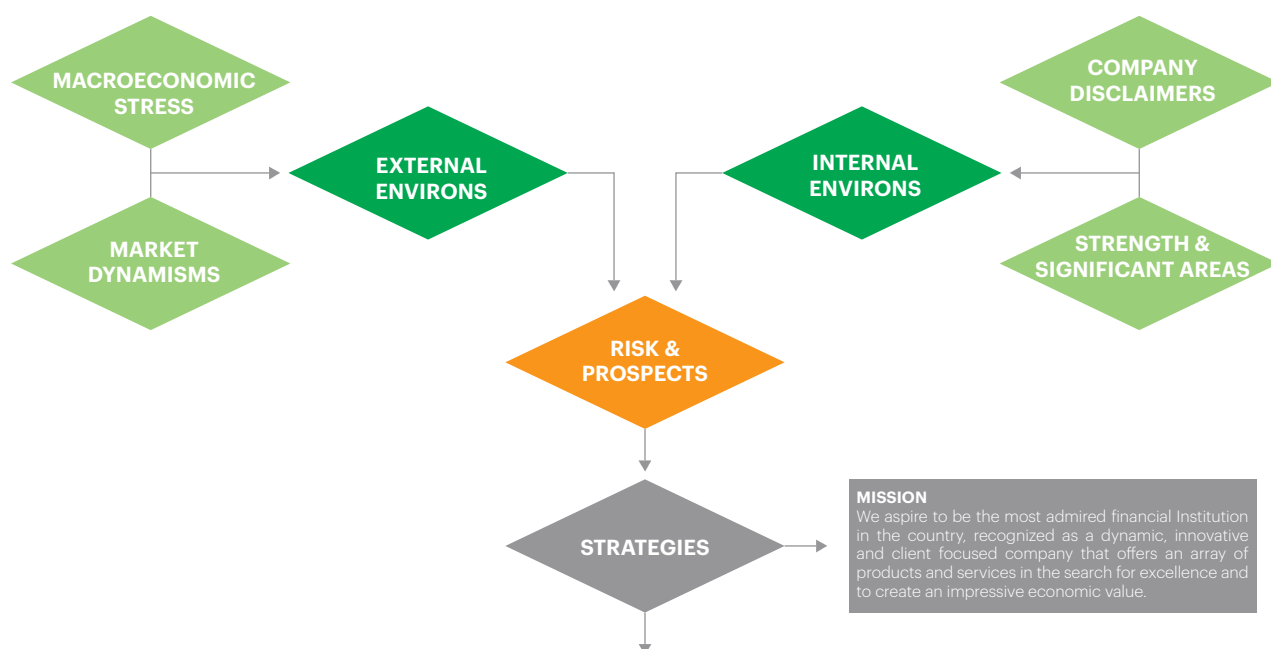 MACROECONOMIC
STRESS
COMPANY
DISCLAIMERS
EXTERNAL
ENVIRONS
INTERNAL
ENVIRONS
MARKET
DYNAMISMS
STRENGTH &
SIGNIFICANT AREAS
RISK &
PROSPECTS
STRATEGIES
MISSION
We aspire to be the most admired financial Institution
in the country, recognized as a dynamic, innovative
and client focused company that offers an array of
products and services in the search for excellence and
to create an impressive economic value.